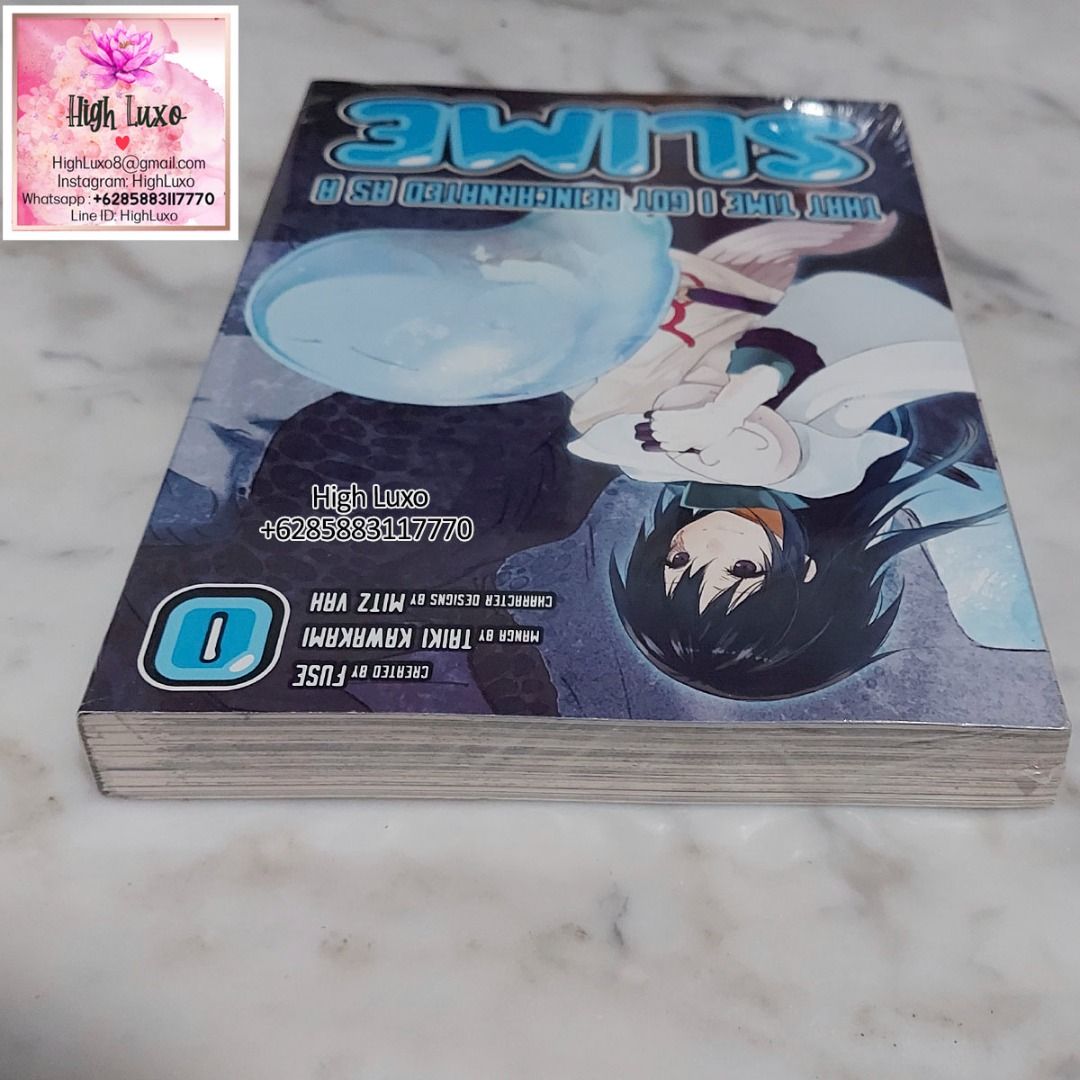 High Luxo
HighLuxo8@gmail.com
Instagram: HighLuxo
Whatsapp : +6285883117770
Line ID: HighLuxo
THAT TIME I GOT REINCARNATED AS A
SLIME
High Luxo
+6285883117770
1
CREATED BY FUSE
MANGA BY TAIKI KAWAKAMI
CHARACTER DESIGNS BY MITZ VAH